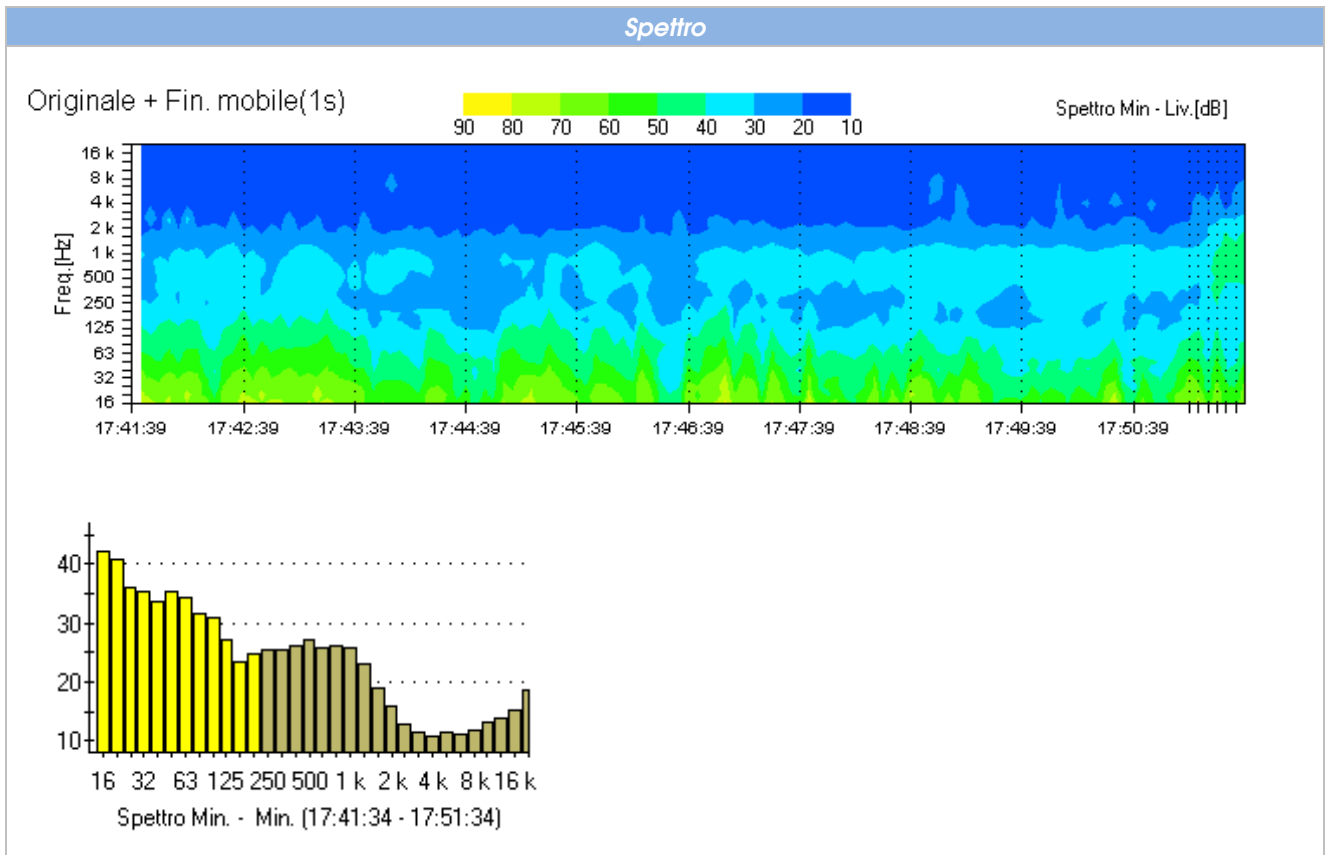 Spettro
Originale + Fin. mobile(1s)
90 80 70 60 50 40 30 20 10
Spettro Min - Liv.[dB]
Freq.[Hz]
16 k
8 k
4 k
2 k
1 k
500
250
125
63
32
16
17:41:39 17:42:39 17:43:39 17:44:39 17:45:39 17:46:39 17:47:39 17:48:39 17:49:39 17:50:39
40
30
20
10
16 32 63 125 250 500 1 k 2 k 4 k 8 k 16 k
Spettro Min. - Min. (17:41:34 - 17:51:34)